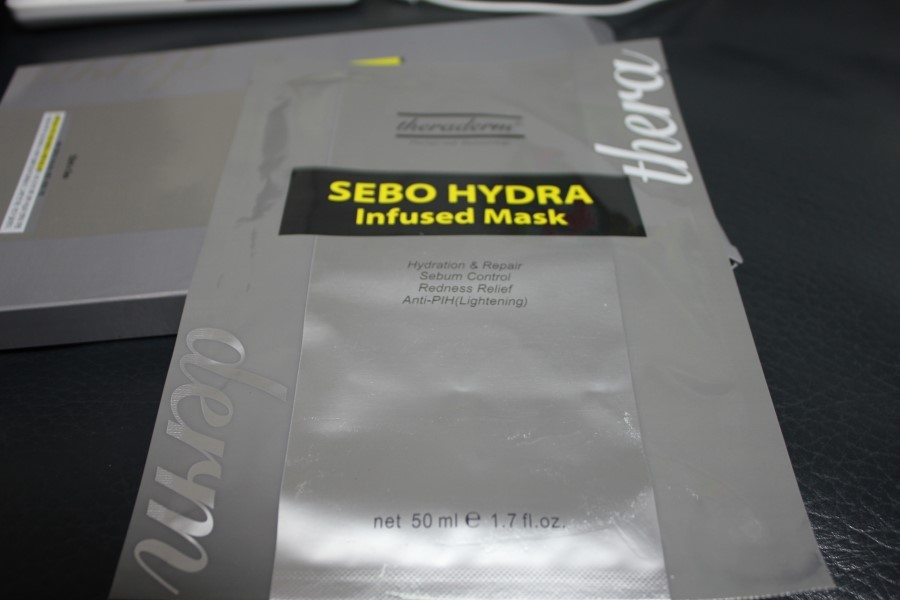 theraderm
thera
SEBO HYDRA
Infused Mask
Hydration & Repair
Sebum Control
Redness Relief
Anti-PIH(Lightening)
derm
net 50 ml ℮ 1.7 fl.oz.